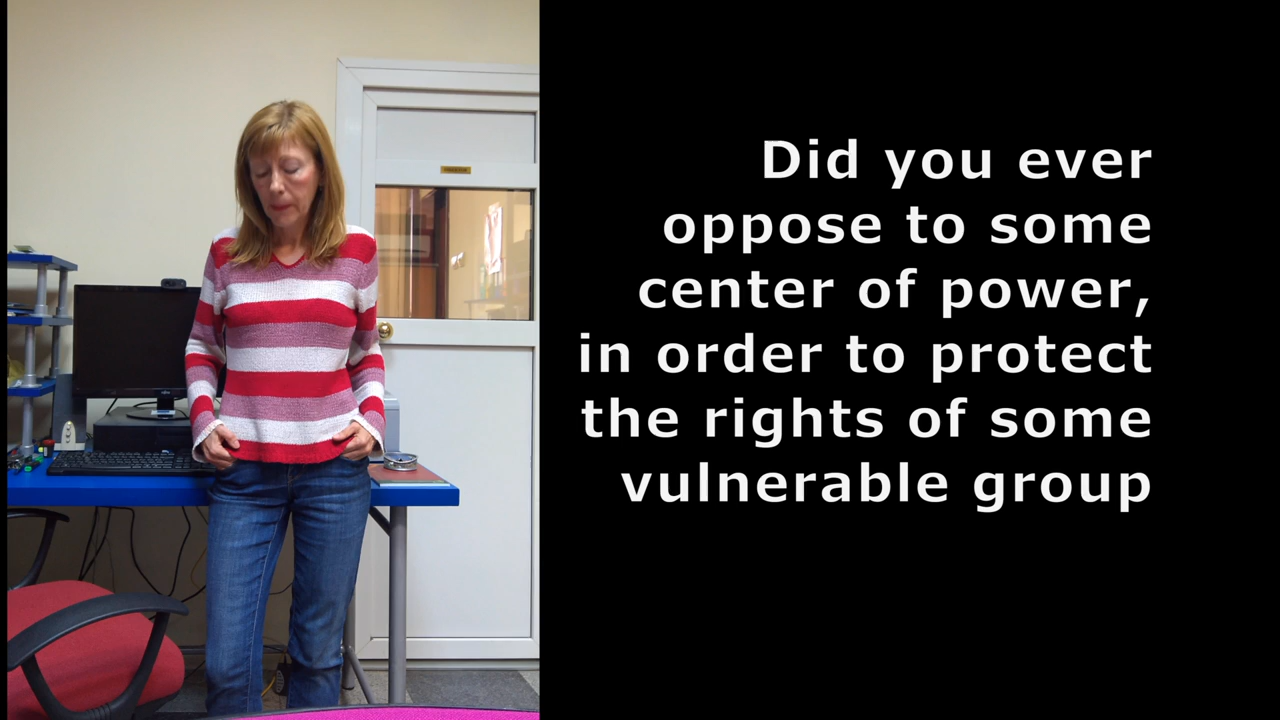 Did you ever
oppose to some
center of power,
in order to protect
the rights of some
vulnerable group